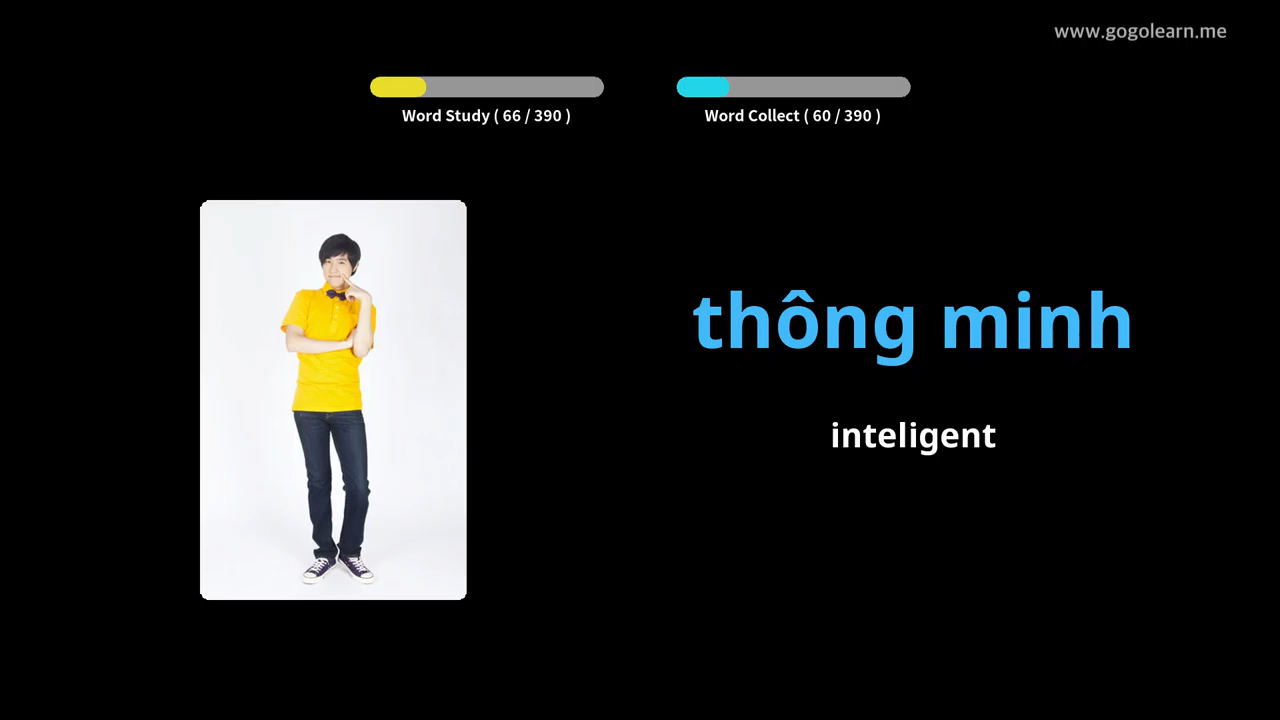 www.gogolearn.me
Word Study ( 66 / 390 )
Word Collect ( 60 / 390 )
thông minh
inteligent